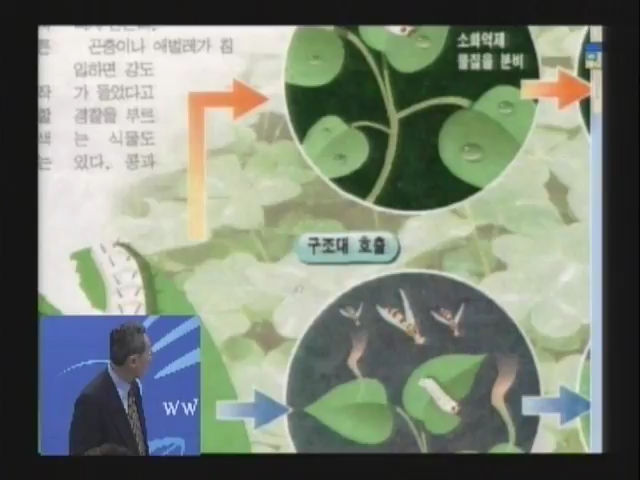 곤충이나 애벌레가 침
입하면 강도
가 들었다고
경찰을 부르
는 식물도
있다. 콩과
소화억제
물질을 분비
구조대 호출
WW